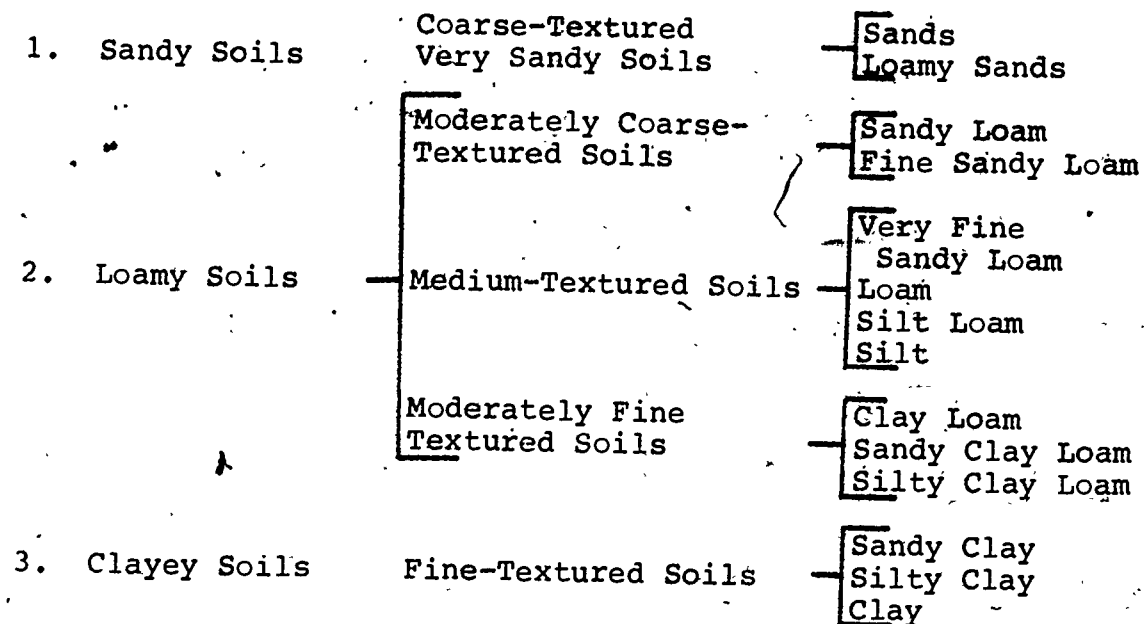 1. Sandy Soils
Coarse-Textured
Very Sandy Soils
Sands
Loamy Sands
2. Loamy Soils
Moderately Coarse-
Textured Soils
Sandy Loam
Fine Sandy Loam
Medium-Textured Soils
Very Fine
Sandy Loam
Loam
Silt Loam
Silt
Moderately Fine
Textured Soils
Clay Loam
Sandy Clay Loam
Silty Clay Loam
3. Clayey Soils
Fine-Textured Soils
Sandy Clay
Silty Clay
Clay